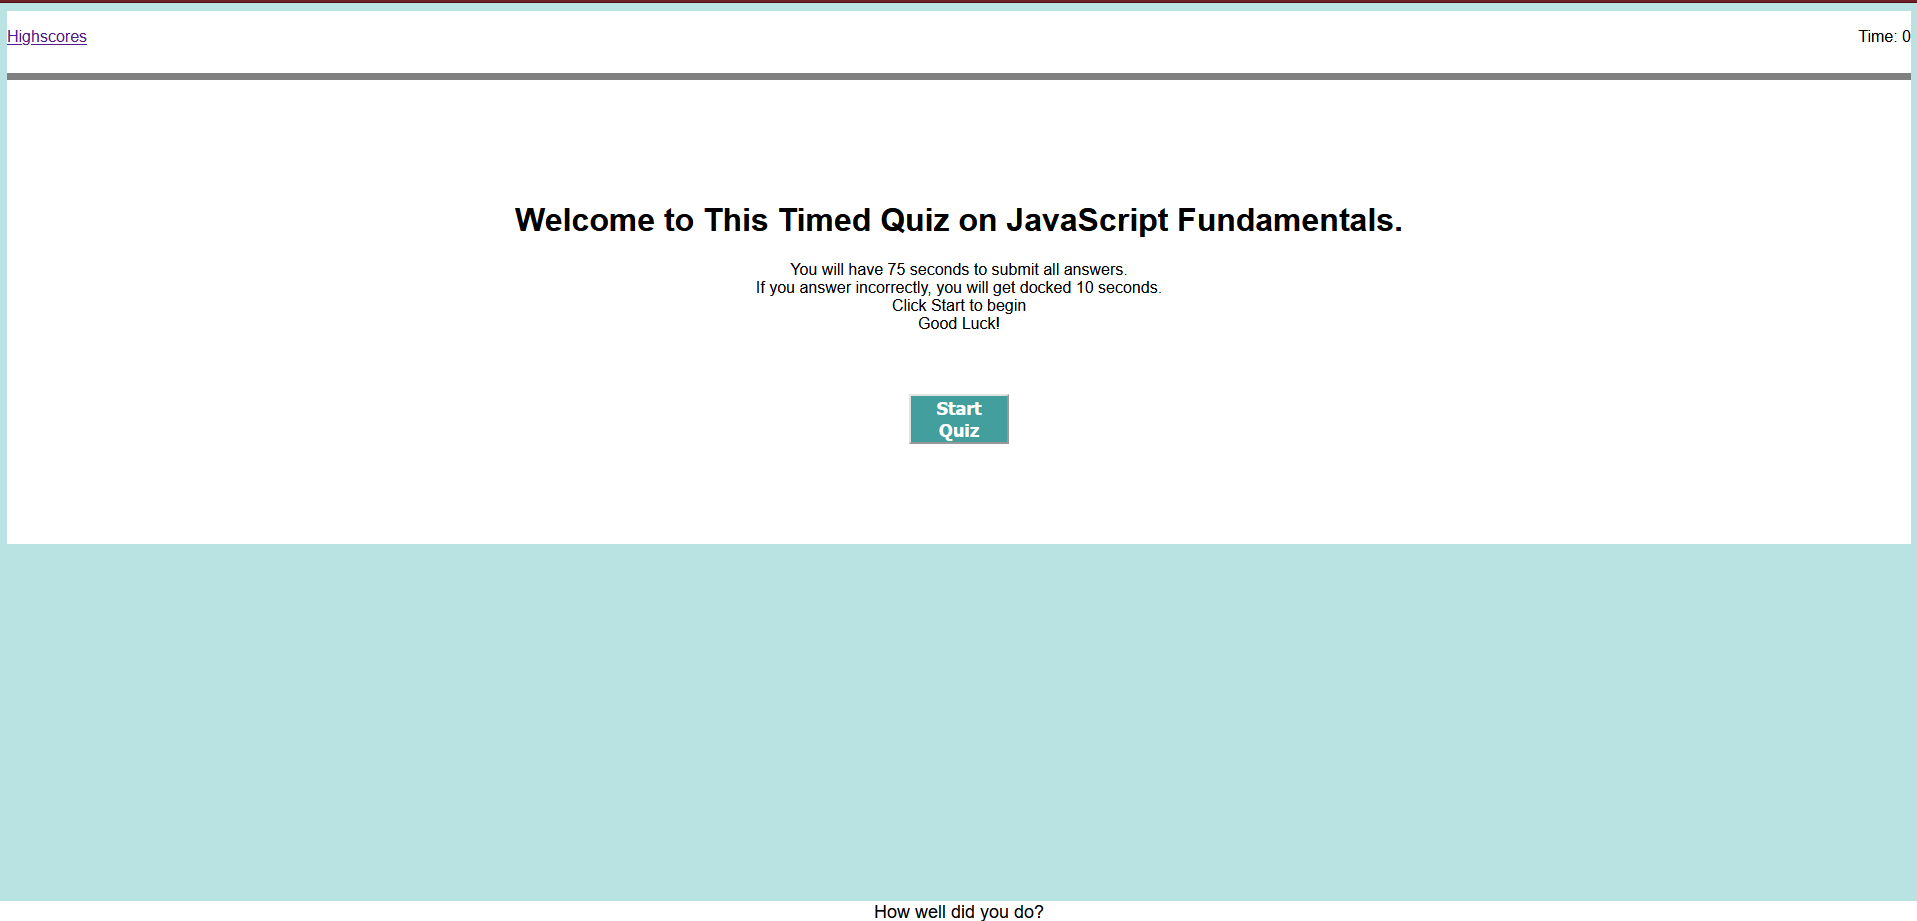 Highscores
Time: 0
Welcome to This Timed Quiz on JavaScript Fundamentals.
You will have 75 seconds to submit all answers.
If you answer incorrectly, you will get docked 10 seconds.
Click Start to begin
Good Luck!
Start
Quiz
How well did you do?